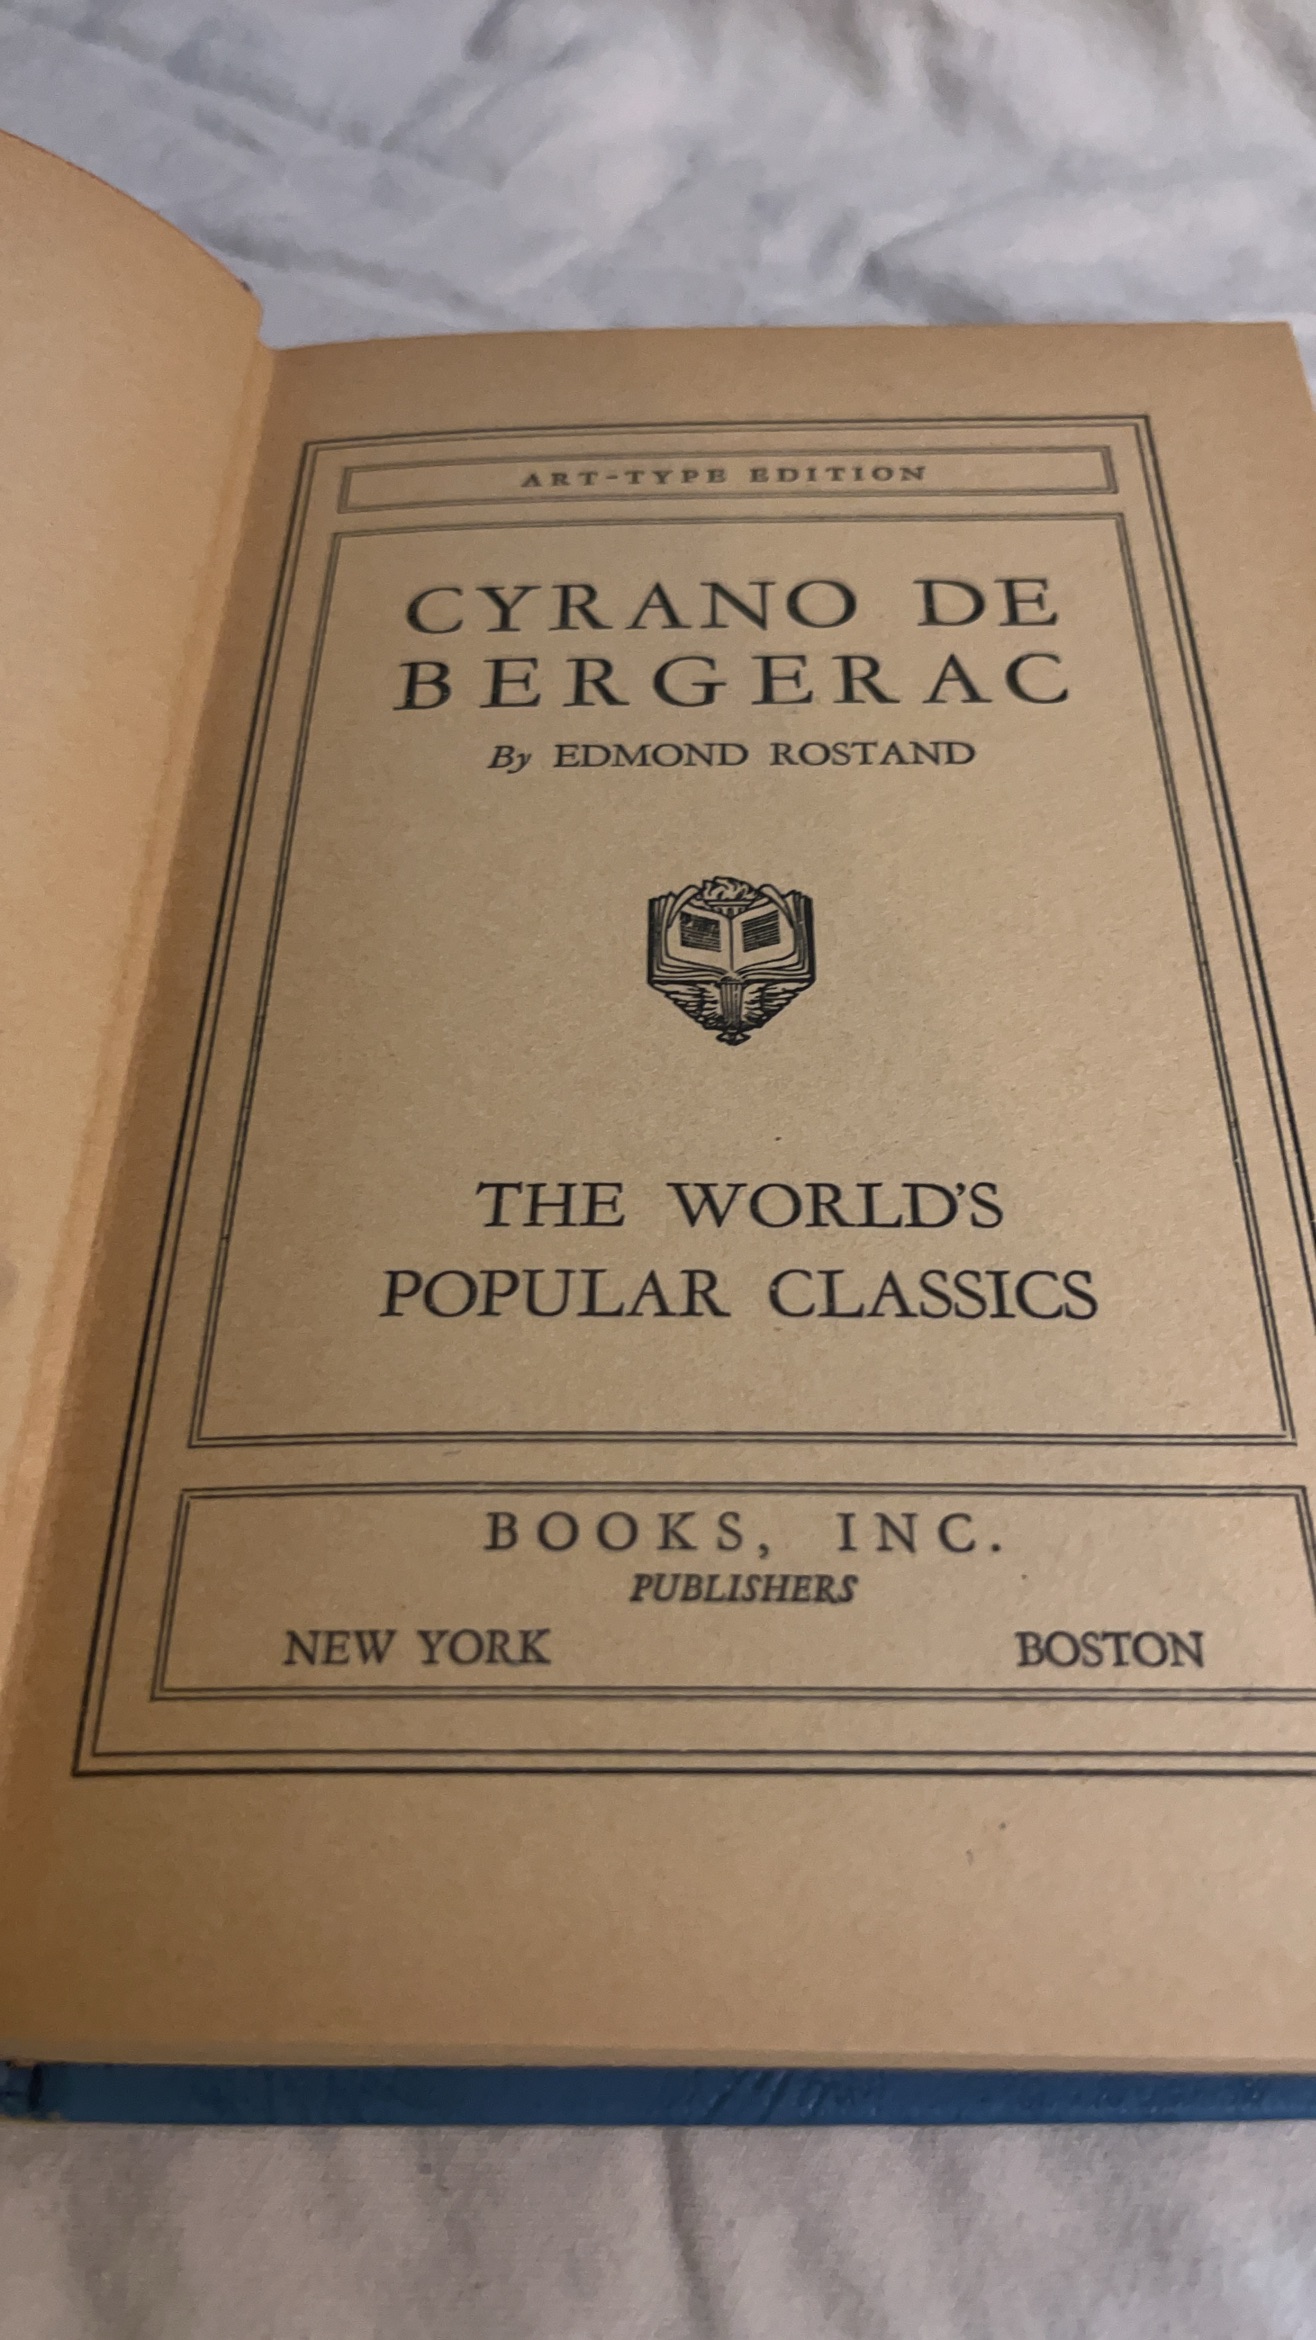 ART-TYPE EDITION
CYRANO DE
BERGERAC
By EDMOND ROSTAND
THE WORLD'S
POPULAR CLASSICS
BOOKS, INC.
PUBLISHERS
NEW YORK BOSTON